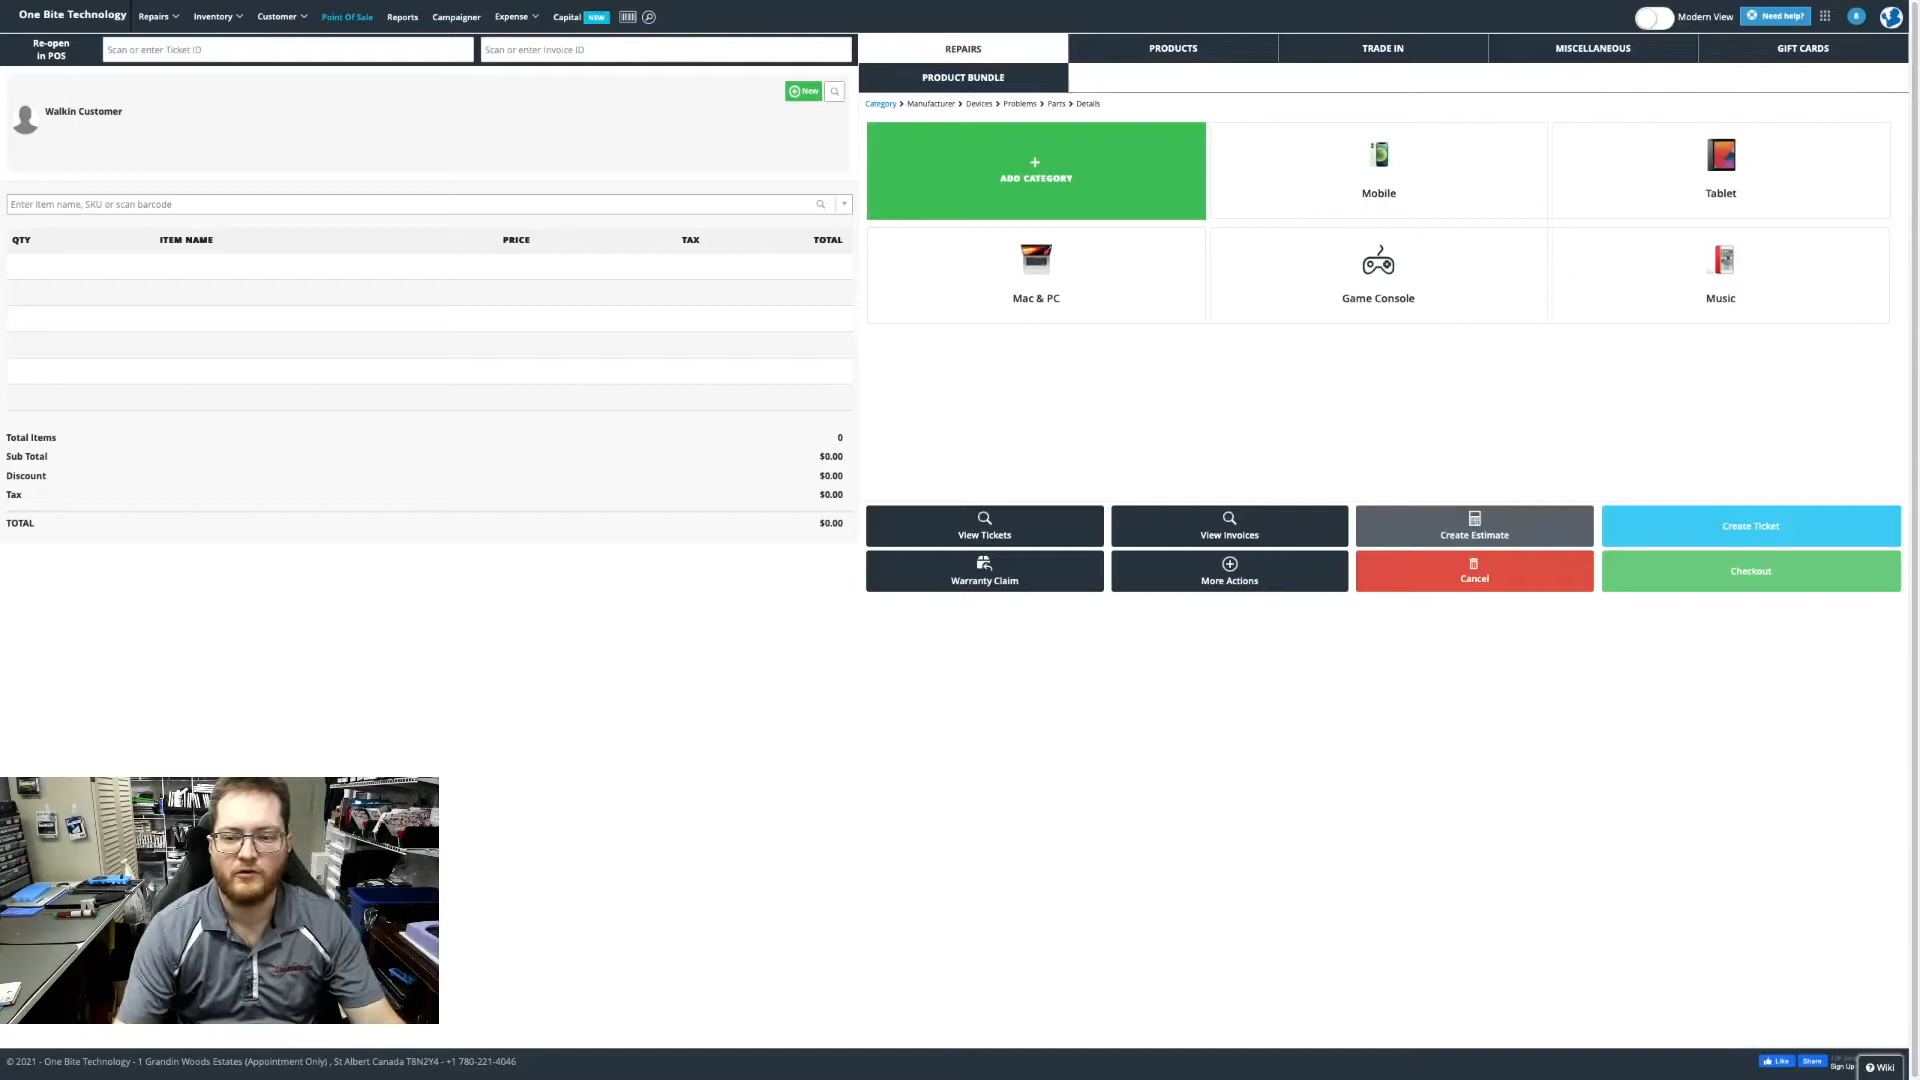 One Bite Technology
Repairs
Inventory
Customer
Point Of Sale
Reports
Campaigner
Expense
Capital NEW
Modern View
Need help?
8
Re-open
in POS
Scan or enter Ticket ID
Scan or enter Invoice ID
REPAIRS
PRODUCTS
TRADE IN
MISCELLANEOUS
GIFT CARDS
PRODUCT BUNDLE
Walkin Customer
New
Category > Manufacturer > Devices > Problems > Parts > Details
+
ADD CATEGORY
Mobile
Tablet
Mac & PC
Game Console
Music
Enter item name, SKU or scan barcode
QTY ITEM NAME PRICE TAX TOTAL
Total Items 0
Sub Total $0.00
Discount $0.00
Tax $0.00
TOTAL $0.00
View Tickets
View Invoices
Create Estimate
Create Ticket
Warranty Claim
More Actions
Cancel
Checkout
© 2021 - One Bite Technology - 1 Grandin Woods Estates (Appointment Only) , St Albert Canada T8N2Y4 - +1 780-221-4046
Like
Share
Sign Up
Wiki